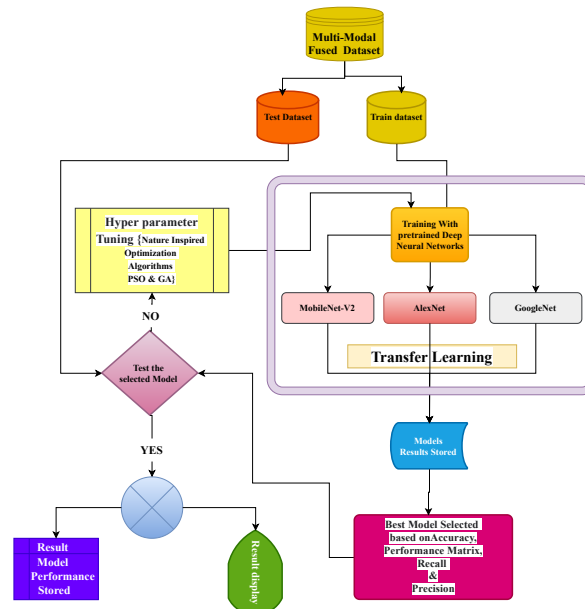 Multi-Modal
Fused Dataset
Test Dataset
Train dataset
Hyper parameter
Tuning {Nature Inspired
Optimization
Algorithms
PSO & GA}
Training With
pretrained Deep
Neural Networks
MobileNet-V2
AlexNet
GoogleNet
Transfer Learning
NO
Test the
selected Model
YES
Models
Results Stored
Best Model Selected
based onAccuracy,
Performance Matrix,
Recall
&
Precision
Result
Model
Performance
Stored
Result display